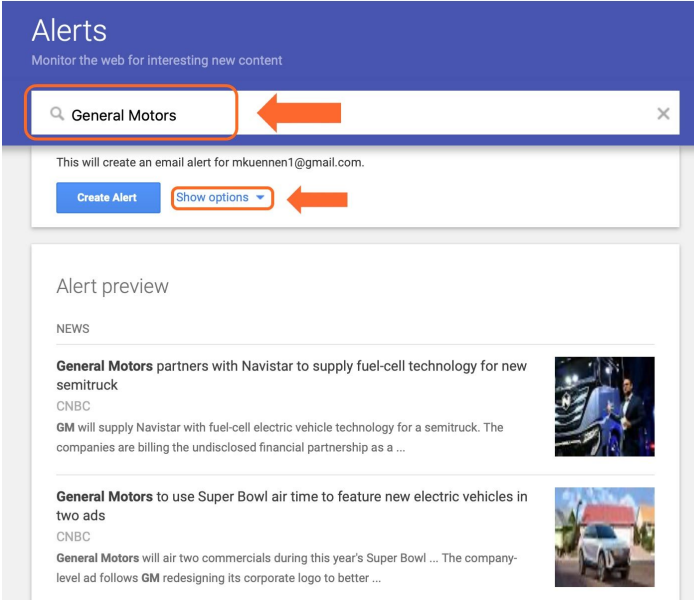 Alerts
Monitor the web for interesting new content
General Motors
This will create an email alert for mkuennen1@gmail.com.
Create Alert
Show options
Alert preview
NEWS
General Motors partners with Navistar to supply fuel-cell technology for new
semitruck
CNBC
GM will supply Navistar with fuel-cell electric vehicle technology for a semitruck. The
companies are billing the undisclosed financial partnership as a ...
General Motors to use Super Bowl air time to feature new electric vehicles in
two ads
CNBC
General Motors will air two commercials during this year's Super Bowl ... The company-
level ad follows GM redesigning its corporate logo to better ...